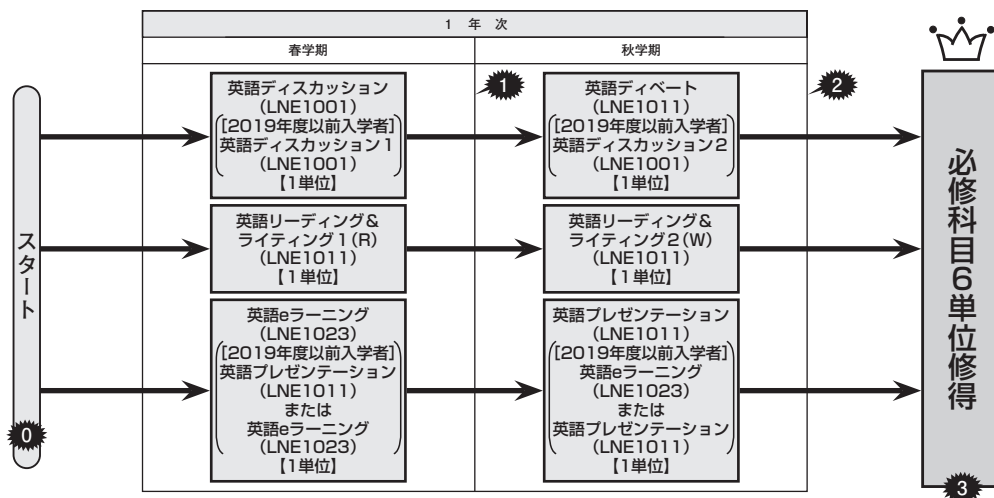 1 年 次
春学期
秋学期
スタート
0
英語ディスカッション
(LNE1001)
[2019年度以前入学者]
英語ディスカッション1
(LNE1001)
【1単位】
1
英語ディベート
(LNE1011)
[2019年度以前入学者]
英語ディスカッション2
(LNE1001)
【1単位】
2
英語リーディング&
ライティング1(R)
(LNE1011)
【1単位】
英語リーディング&
ライティング2(W)
(LNE1011)
【1単位】
英語eラーニング
(LNE1023)
[2019年度以前入学者]
英語プレゼンテーション
(LNE1011)
または
英語eラーニング
(LNE1023)
【1単位】
英語プレゼンテーション
(LNE1011)
[2019年度以前入学者]
英語eラーニング
(LNE1023)
または
英語プレゼンテーション
(LNE1011)
【1単位】
必修科目6単位修得
3